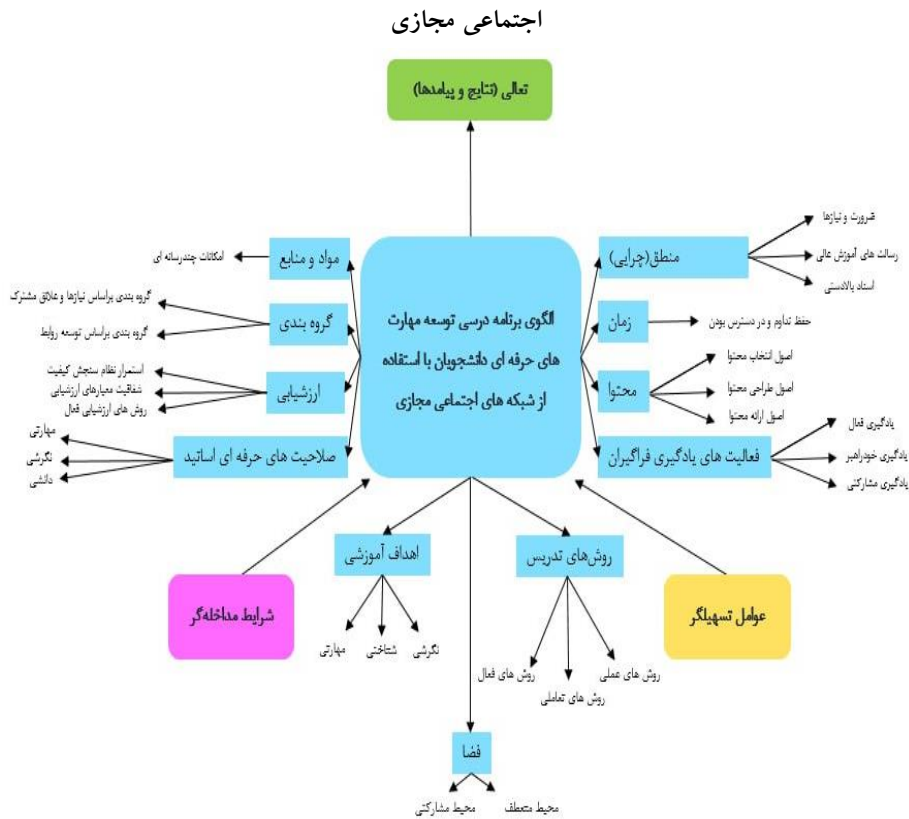 اجتماعی مجازی
تعالی (نتایج و پیامدها)
منطق(چرایی)
ضرورت و نیازها
رسالت های آموزش عالی
اسناد بالادستی
زمان
حفظ تداوم و در دسترس بودن
محتوا
اصول انتخاب محتوا
اصول طراحی محتوا
اصول ارائه محتوا
فعالیت های یادگیری فراگیران
یادگیری فعال
یادگیری خودراهبر
یادگیری مشارکتی
الگوی برنامه درسی توسعه مهارت
های حرفه ای دانشجویان با استفاده
از شبکه های اجتماعی مجازی
مواد و منابع
امکانات چندرسانه ای
گروه بندی
گروه بندی براساس نیازها و علایق مشترک
گروه بندی براساس توسعه روابط
ارزشیابی
استمرار نظام سنجش کیفیت
شفافیت معیارهای ارزشیابی
روش های ارزشیابی فعال
صلاحیت های حرفه ای اساتید
مهارتی
نگرشی
دانشی
عوامل تسهیلگر
روش‌های تدریس
روش های عملی
روش های تعاملی
روش های فعال
اهداف آموزشی
نگرشی
شناختی
مهارتی
شرایط مداخله‌گر
فضا
محیط منعطف
محیط مشارکتی